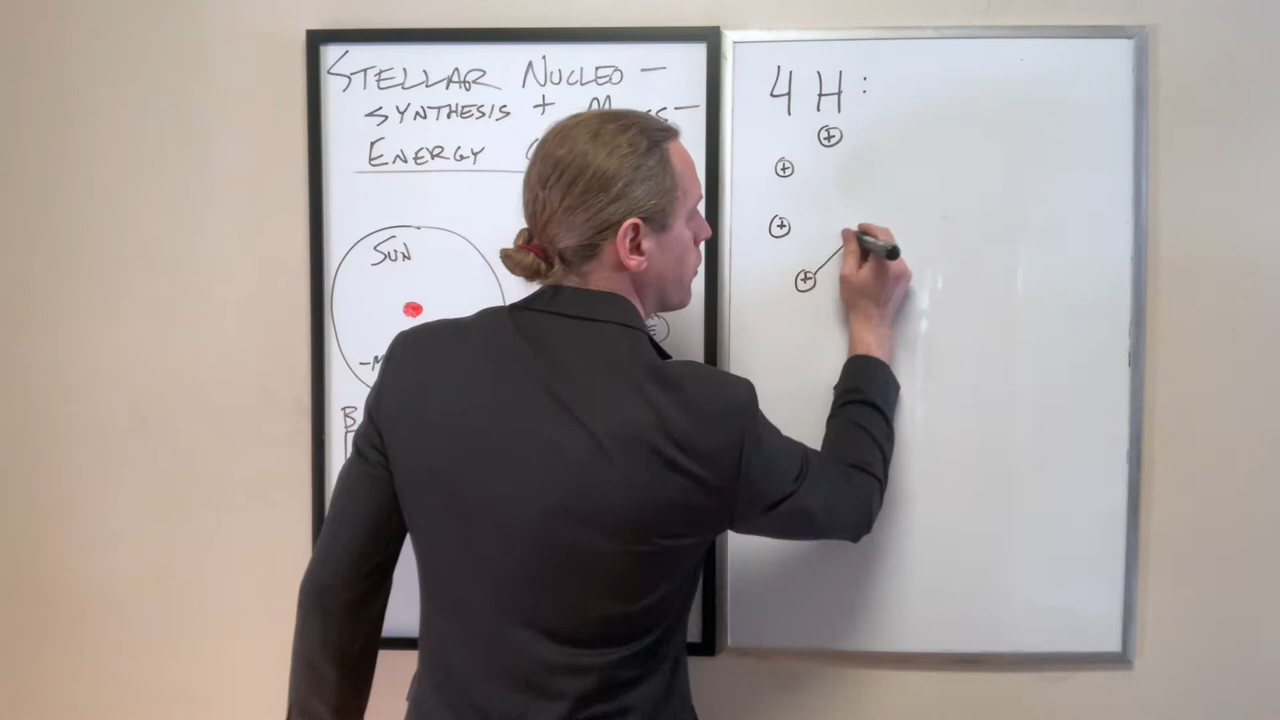 STELLAR NUCLEO-
SYNTHESIS +
ENERGY
SUN
B
4 H:
+
+
+
+